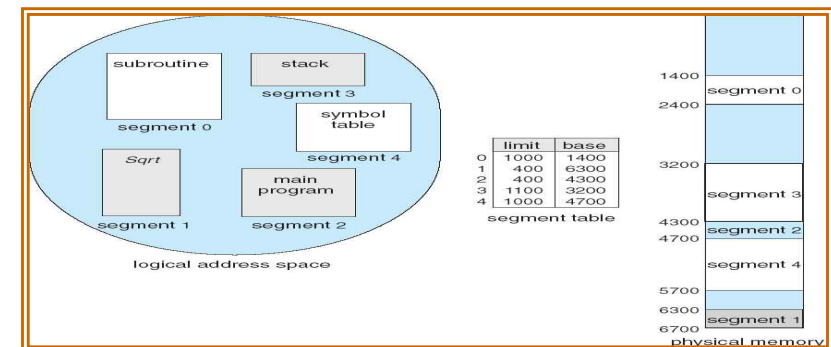 subroutine
stack
segment 3
symbol
table
segment 0
segment 4
Sqrt
main
program
segment 1
segment 2
logical address space
limit base
0 1000 1400
1 400 6300
2 400 4300
3 1100 3200
4 1000 4700
segment table
1400
segment 0
2400
3200
segment 3
4300
segment 2
4700
segment 4
5700
6300
segment 1
6700
physical memory